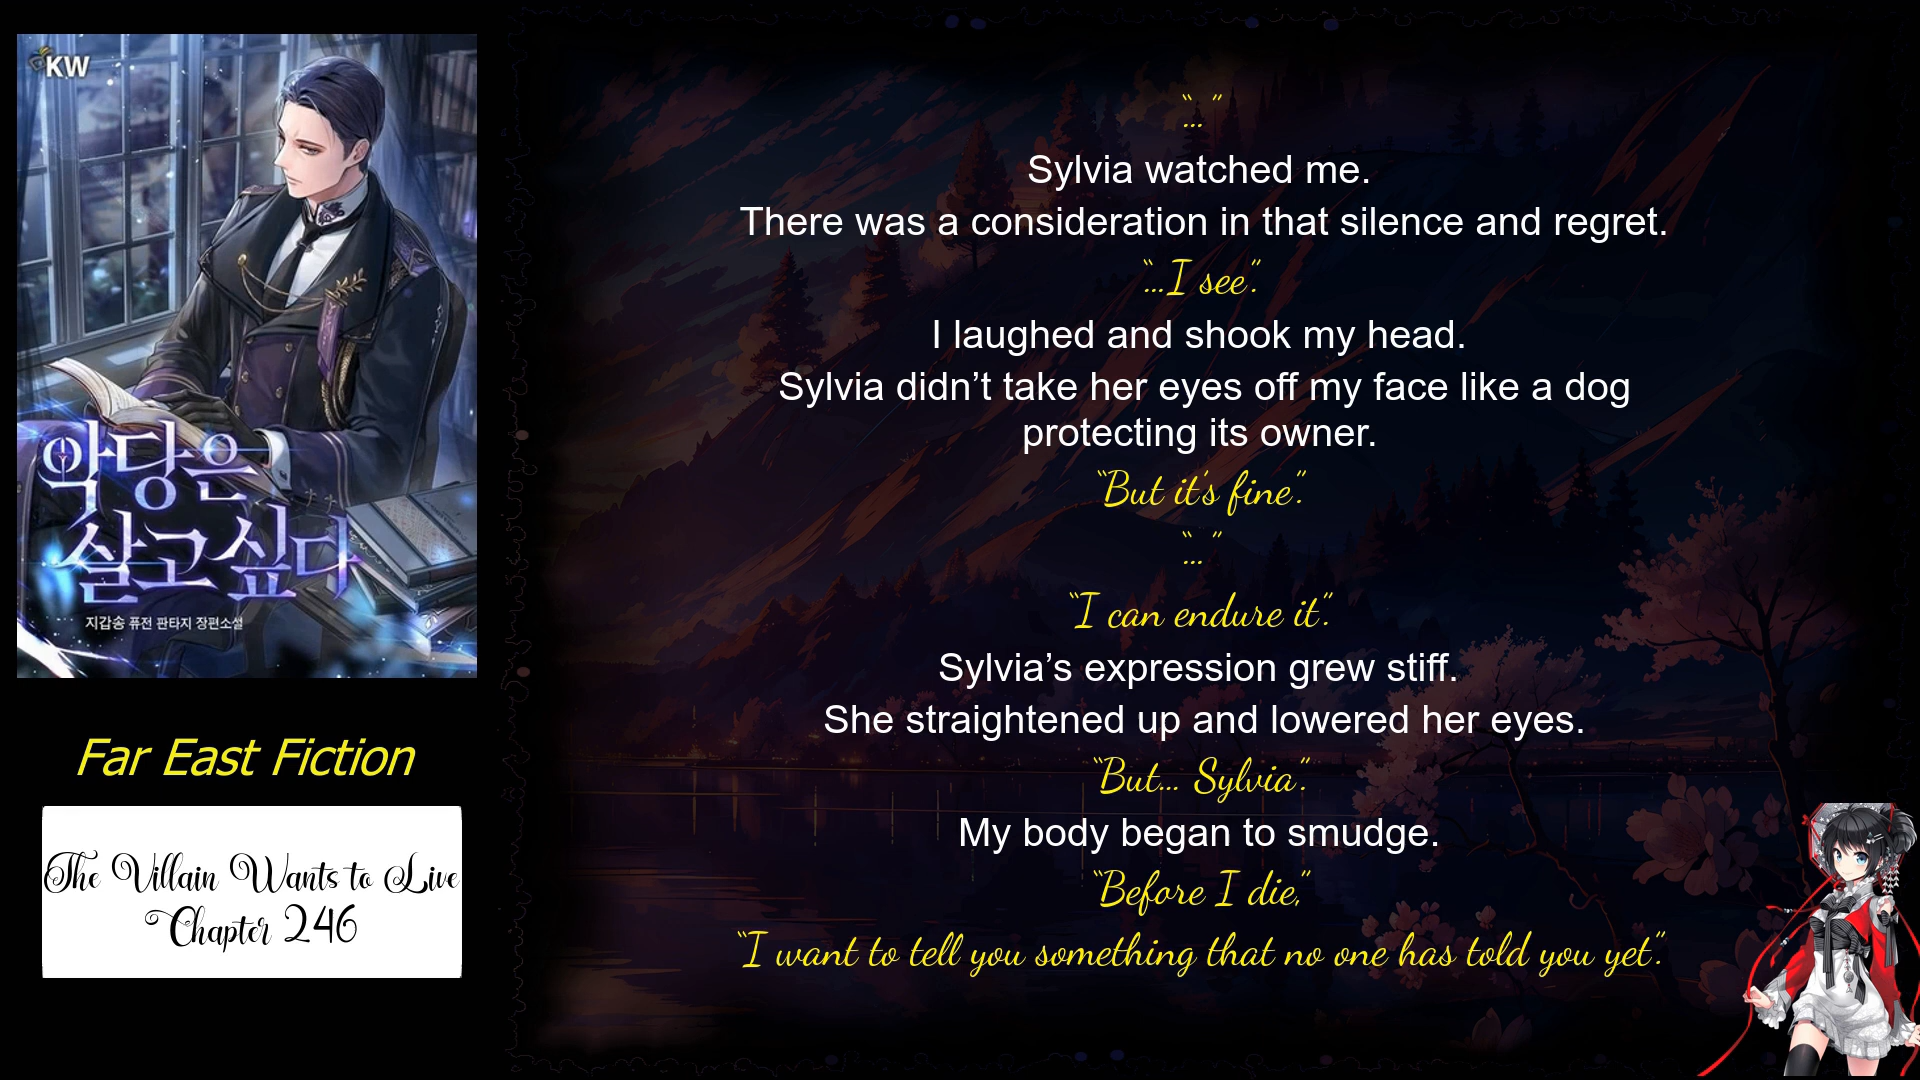 KW
악당은
살고 싶다
지갑송 퓨전 판타지 장편소설
Far East Fiction
The Villain Wants to Live
Chapter 246
“…”
Sylvia watched me.
There was a consideration in that silence and regret.
“…I see”.
I laughed and shook my head.
Sylvia didn’t take her eyes off my face like a dog
protecting its owner.
“But it’s fine”.
“…”
“I can endure it”.
Sylvia’s expression grew stiff.
She straightened up and lowered her eyes.
“But… Sylvia”.
My body began to smudge.
“Before I die,”
“I want to tell you something that no one has told you yet”.